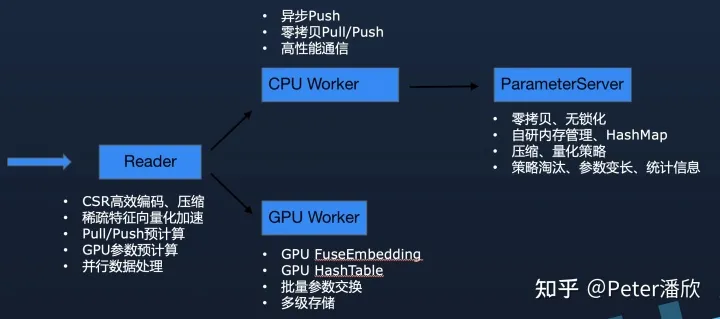 • 异步Push
• 零拷贝Pull/Push
• 高性能通信
CPU Worker
ParameterServer
• 零拷贝、无锁化
• 自研内存管理、HashMap
• 压缩、量化策略
• 策略淘汰、参数变长、统计信息
Reader
• CSR高效编码、压缩
• 稀疏特征向量化加速
• Pull/Push预计算
• GPU参数预计算
• 并行数据处理
GPU Worker
• GPU FuseEmbedding
• GPU HashTable
• 批量参数交换
• 多级存储
知乎 @Peter潘欣